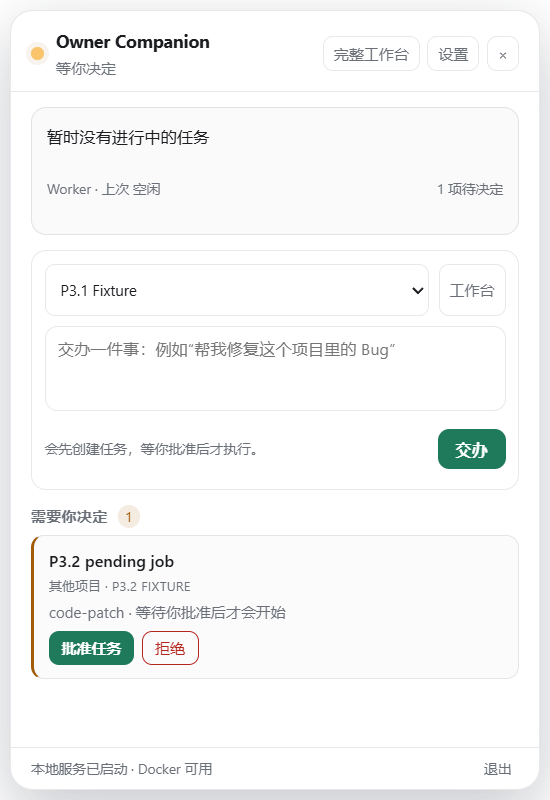 Owner Companion
等你决定
完整工作台 设置 ×
暂时没有进行中的任务
Worker · 上次 空闲 1 项待决定
P3.1 Fixture 工作台
交办一件事：例如“帮我修复这个项目里的 Bug”
会先创建任务，等你批准后才执行。 交办
需要你决定 1
P3.2 pending job
其他项目 · P3.2 FIXTURE
code-patch · 等待你批准后才会开始
批准任务 拒绝
本地服务已启动 · Docker 可用 退出